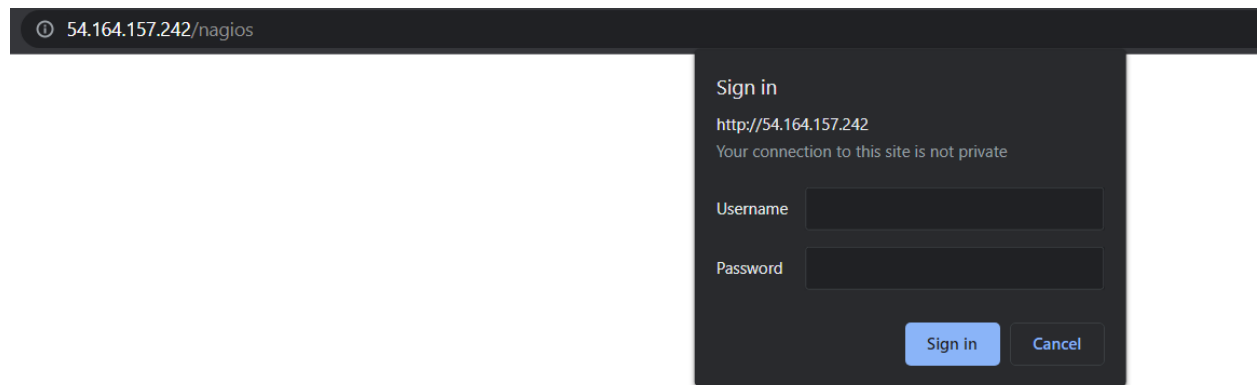 54.164.157.242/nagios
Sign in
http://54.164.157.242
Your connection to this site is not private
Username
Password
Sign in Cancel